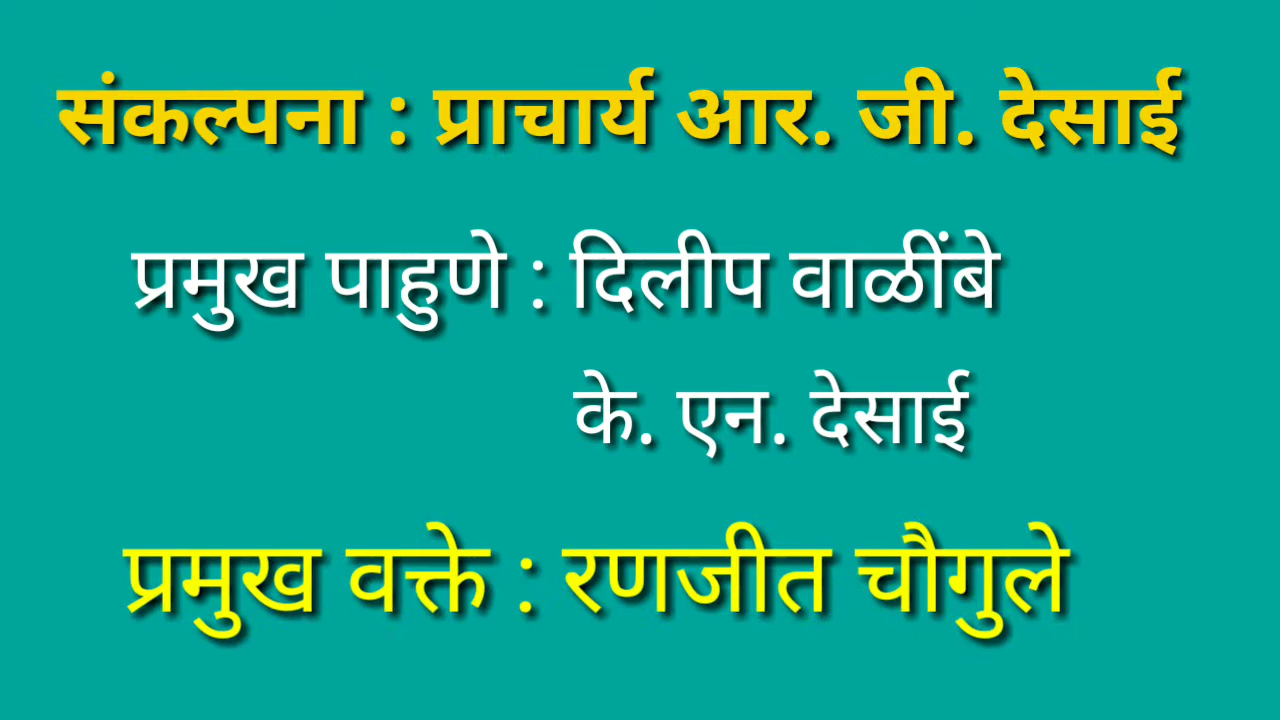 संकल्पना : प्राचार्य आर. जी. देसाई
प्रमुख पाहुणे : दिलीप वाळींबे
के. एन. देसाई
प्रमुख वक्ते : रणजीत चौगुले